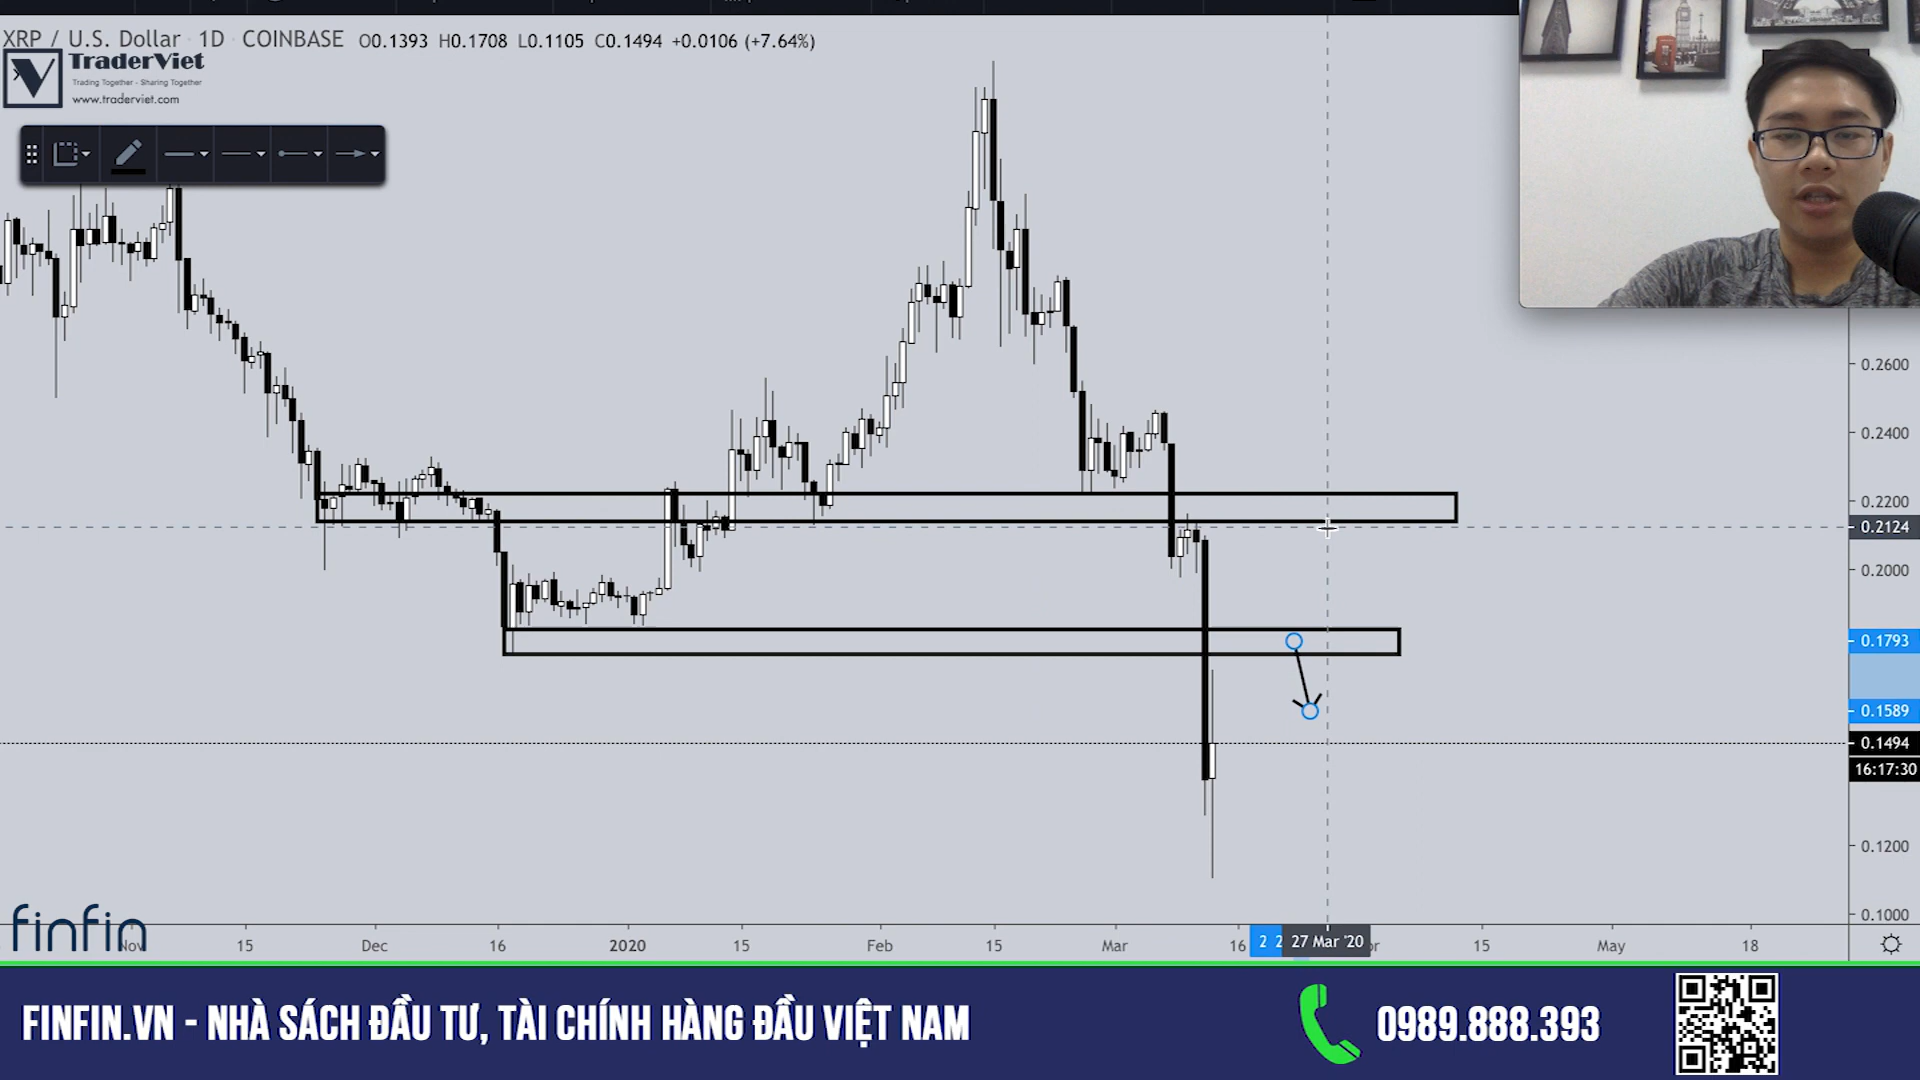 XRP / U.S. Dollar · 1D · COINBASE O0.1393 H0.1708 L0.1105 C0.1494 +0.0106 (+7.64%)
TraderViet
Trading Together - Sharing Together
www.traderviet.com
0.2600
0.2400
0.2200
0.2124
0.2000
0.1793
0.1589
0.1494
16:17:30
0.1200
0.1000
finfin
Nov 15 Dec 16 2020 15 Feb 15 Mar 16 2 2 27 Mar '20 15 May 18
FINFIN.VN - NHÀ SÁCH ĐẦU TƯ, TÀI CHÍNH HÀNG ĐẦU VIỆT NAM
0989.888.393